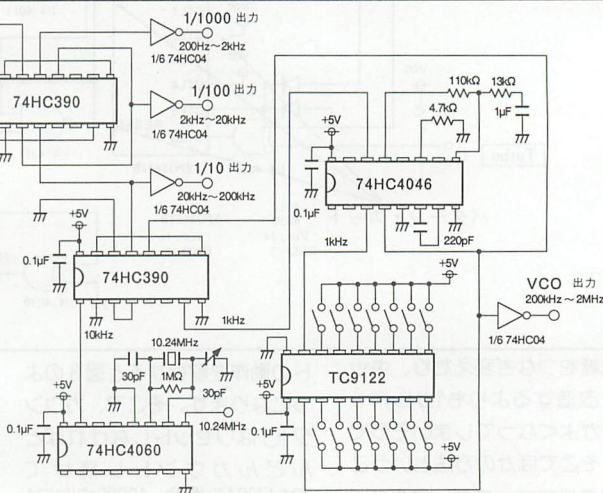 1/1000 出力
200Hz～2kHz
1/6 74HC04
74HC390
1/100 出力
2kHz～20kHz
1/6 74HC04
1/10 出力
20kHz～200kHz
1/6 74HC04
110kΩ 13kΩ
4.7kΩ
1μF
+5V
74HC4046
0.1μF
220pF
1kHz
+5V
0.1μF
74HC390
10kHz
1kHz
+5V
VCO 出力
200kHz～2MHz
1/6 74HC04
10.24MHz
30pF
1MΩ
30pF
TC9122
+5V
0.1μF
10.24MHz
+5V
0.1μF
74HC4060
+5V